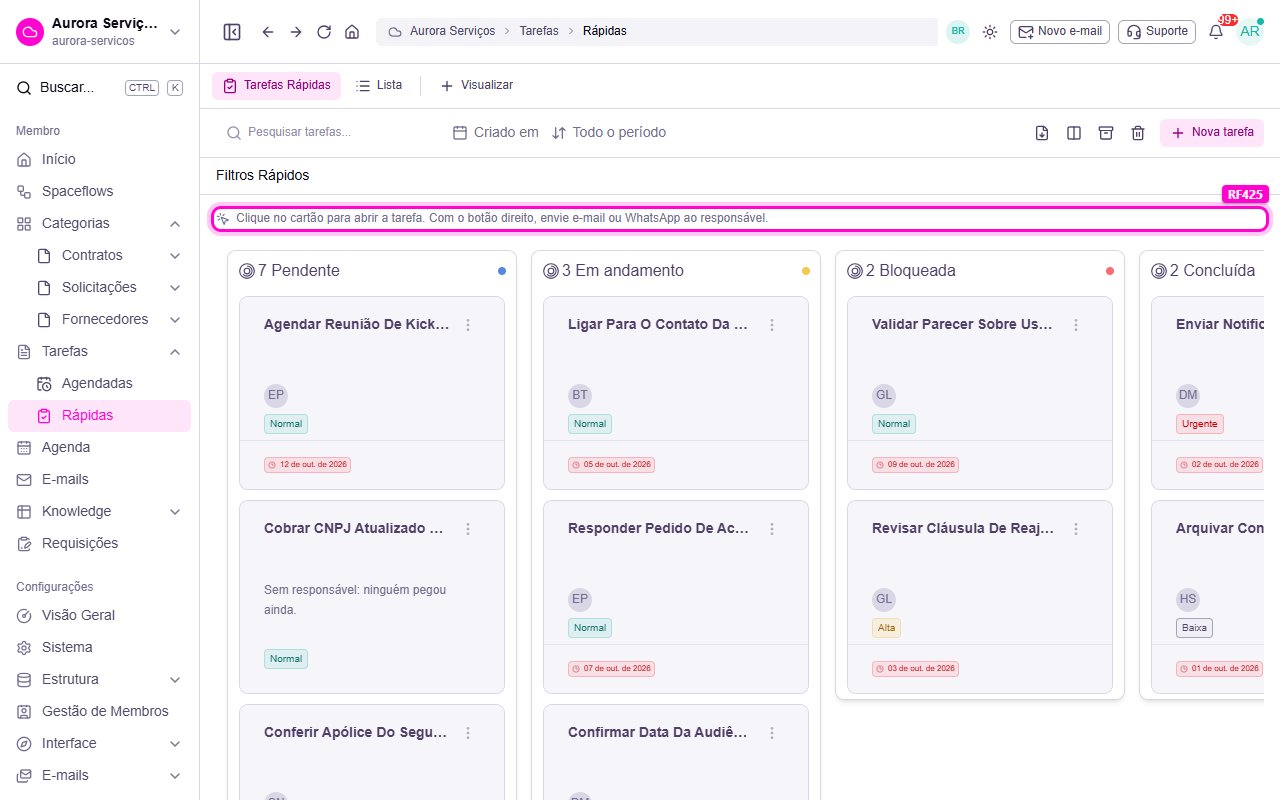 Aurora Serviç...
aurora-servicos
Buscar...
CTRL K
Membro
Início
Spaceflows
Categorias
Contratos
Solicitações
Fornecedores
Tarefas
Agendadas
Rápidas
Agenda
E-mails
Knowledge
Requisições
Configurações
Visão Geral
Sistema
Estrutura
Gestão de Membros
Interface
E-mails
Aurora Serviços > Tarefas > Rápidas
BR
Novo e-mail
Suporte
99+
AR
Tarefas Rápidas
Lista
Visualizar
Pesquisar tarefas...
Criado em
Todo o período
Nova tarefa
Filtros Rápidos
RF425
Clique no cartão para abrir a tarefa. Com o botão direito, envie e-mail ou WhatsApp ao responsável.
7 Pendente
Agendar Reunião De Kick...
EP
Normal
12 de out. de 2026
Cobrar CNPJ Atualizado ...
Sem responsável: ninguém pegou
ainda.
Normal
Conferir Apólice Do Segu...
3 Em andamento
Ligar Para O Contato Da ...
BT
Normal
05 de out. de 2026
Responder Pedido De Ac...
EP
Normal
07 de out. de 2026
Confirmar Data Da Audiê...
2 Bloqueada
Validar Parecer Sobre Us...
GL
Normal
09 de out. de 2026
Revisar Cláusula De Reaj...
GL
Alta
03 de out. de 2026
2 Concluída
Enviar Notific
DM
Urgente
02 de out. de 2026
Arquivar Con
HS
Baixa
01 de out. de 2026